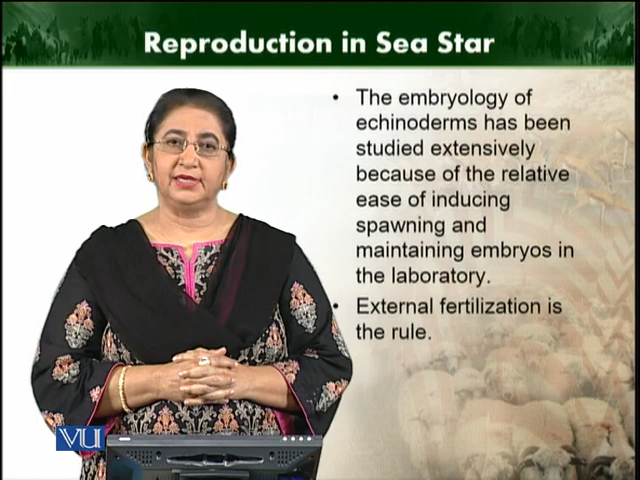 Reproduction in Sea Star
• The embryology of
echinoderms has been
studied extensively
because of the relative
ease of inducing
spawning and
maintaining embryos in
the laboratory.
• External fertilization is
the rule.
VU